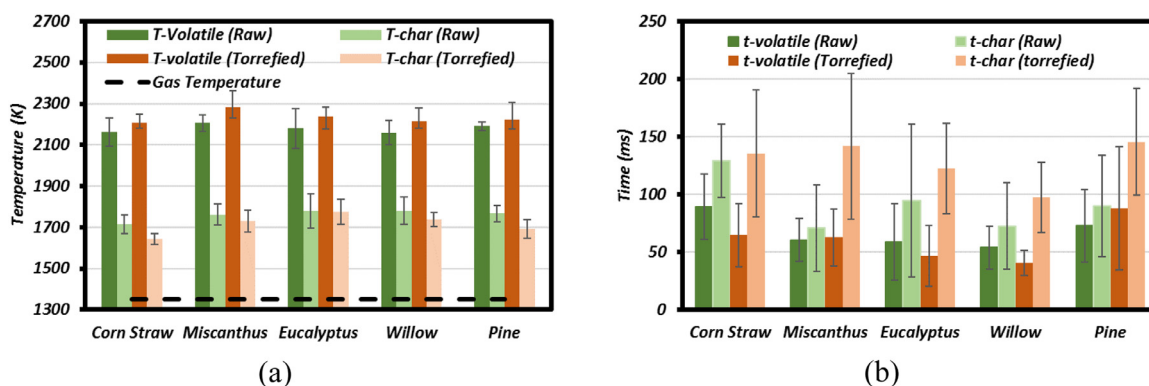 2700
2500
2300
2100
1900
1700
1500
1300
Temperature (K)
T-Volatile (Raw)
T-char (Raw)
T-volatile (Torrefied)
T-char (Torrefied)
Gas Temperature
Corn Straw
Miscanthus
Eucalyptus
Willow
Pine
(a)
250
200
150
100
50
0
Time (ms)
t-volatile (Raw)
t-char (Raw)
t-volatile (Torrefied)
t-char (torrefied)
Corn Straw
Miscanthus
Eucalyptus
Willow
Pine
(b)